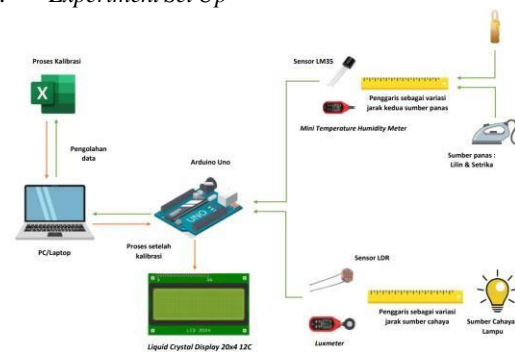 Experiment Set Up
Proses Kalibrasi
X
Pengolahan
data
PC/Laptop
Arduino Uno
UNO
Proses setelah
kalibrasi
Liquid Crystal Display 20x4 12C
Sensor LM35
Mini Temperature Humidity Meter
Penggaris sebagai variasi
jarak kedua sumber panas
Sumber panas :
Lilin & Setrika
Sensor LDR
Luxmeter
Penggaris sebagai variasi
jarak sumber cahaya
Sumber Cahaya
Lampu